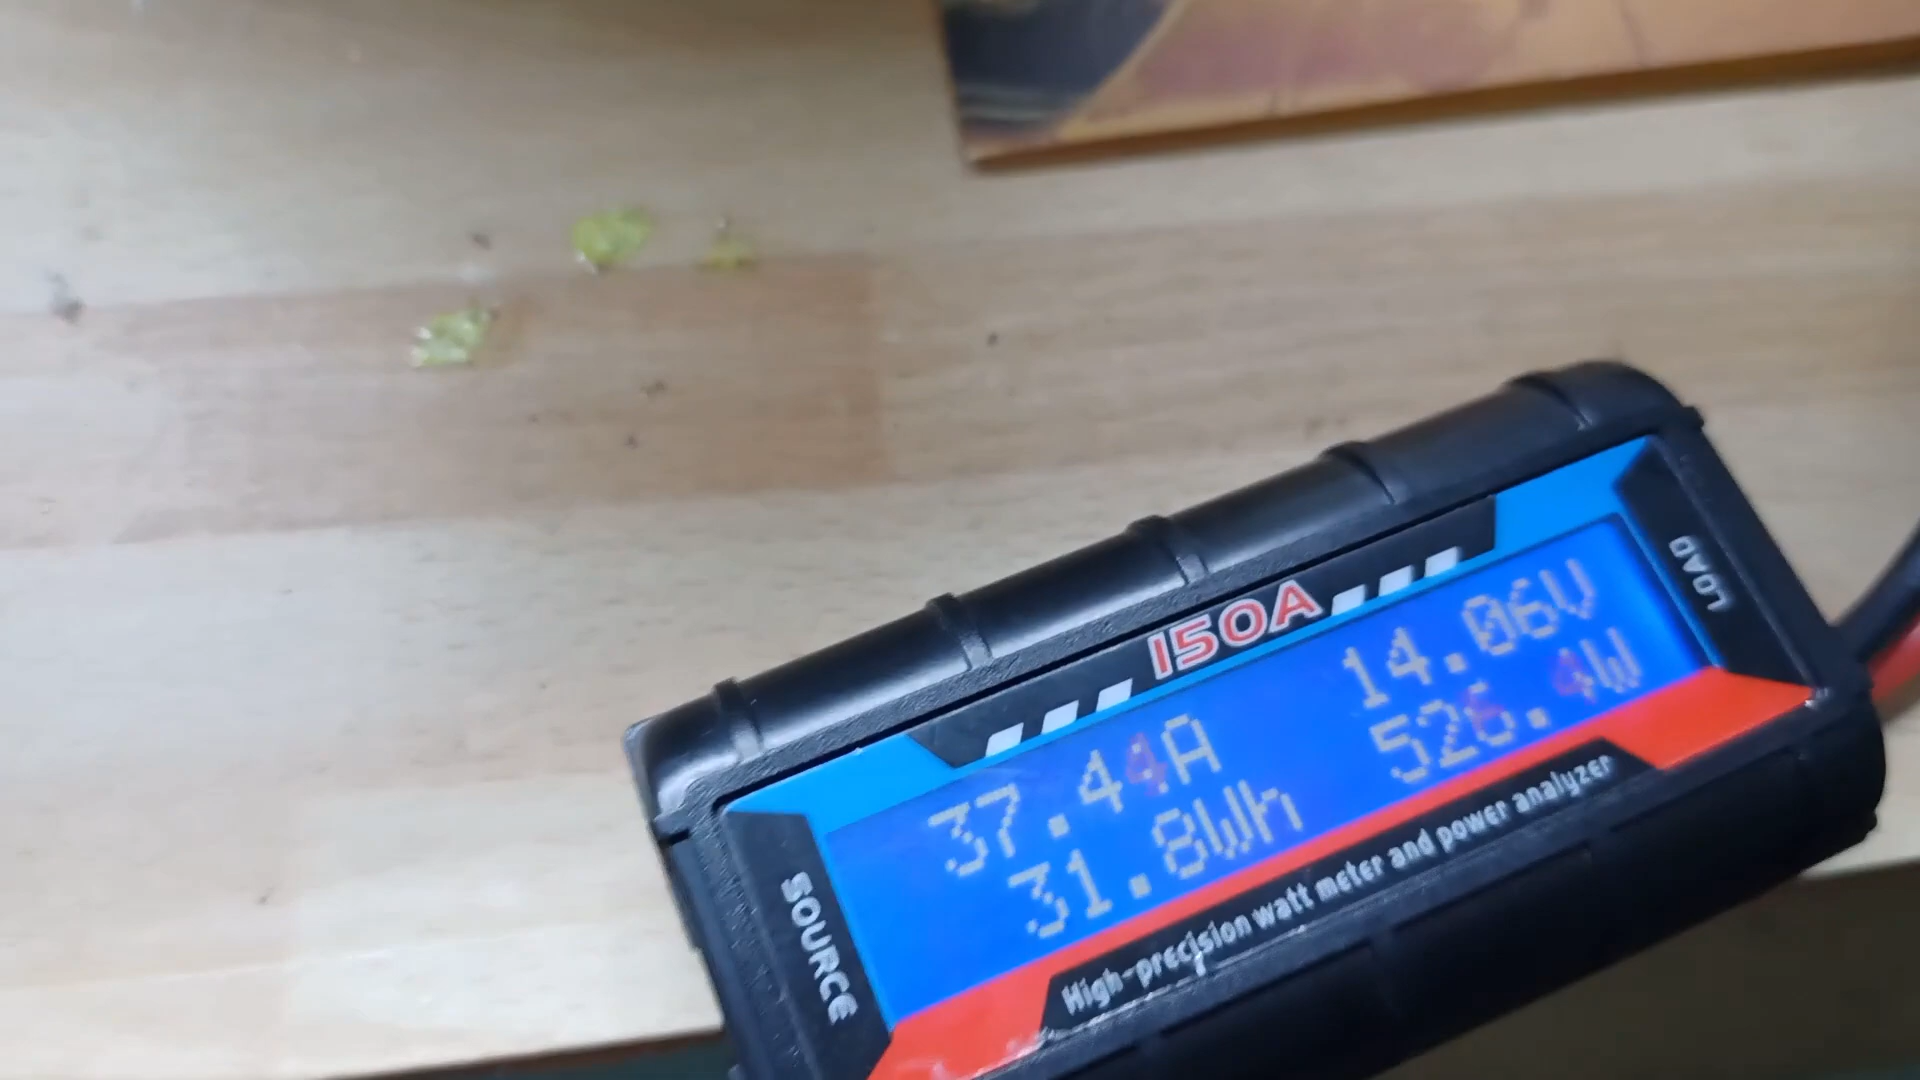 150A
LOAD
37.44A 14.06V
31.8Wh 526.4W
SOURCE
High-precision watt meter and power analyzer